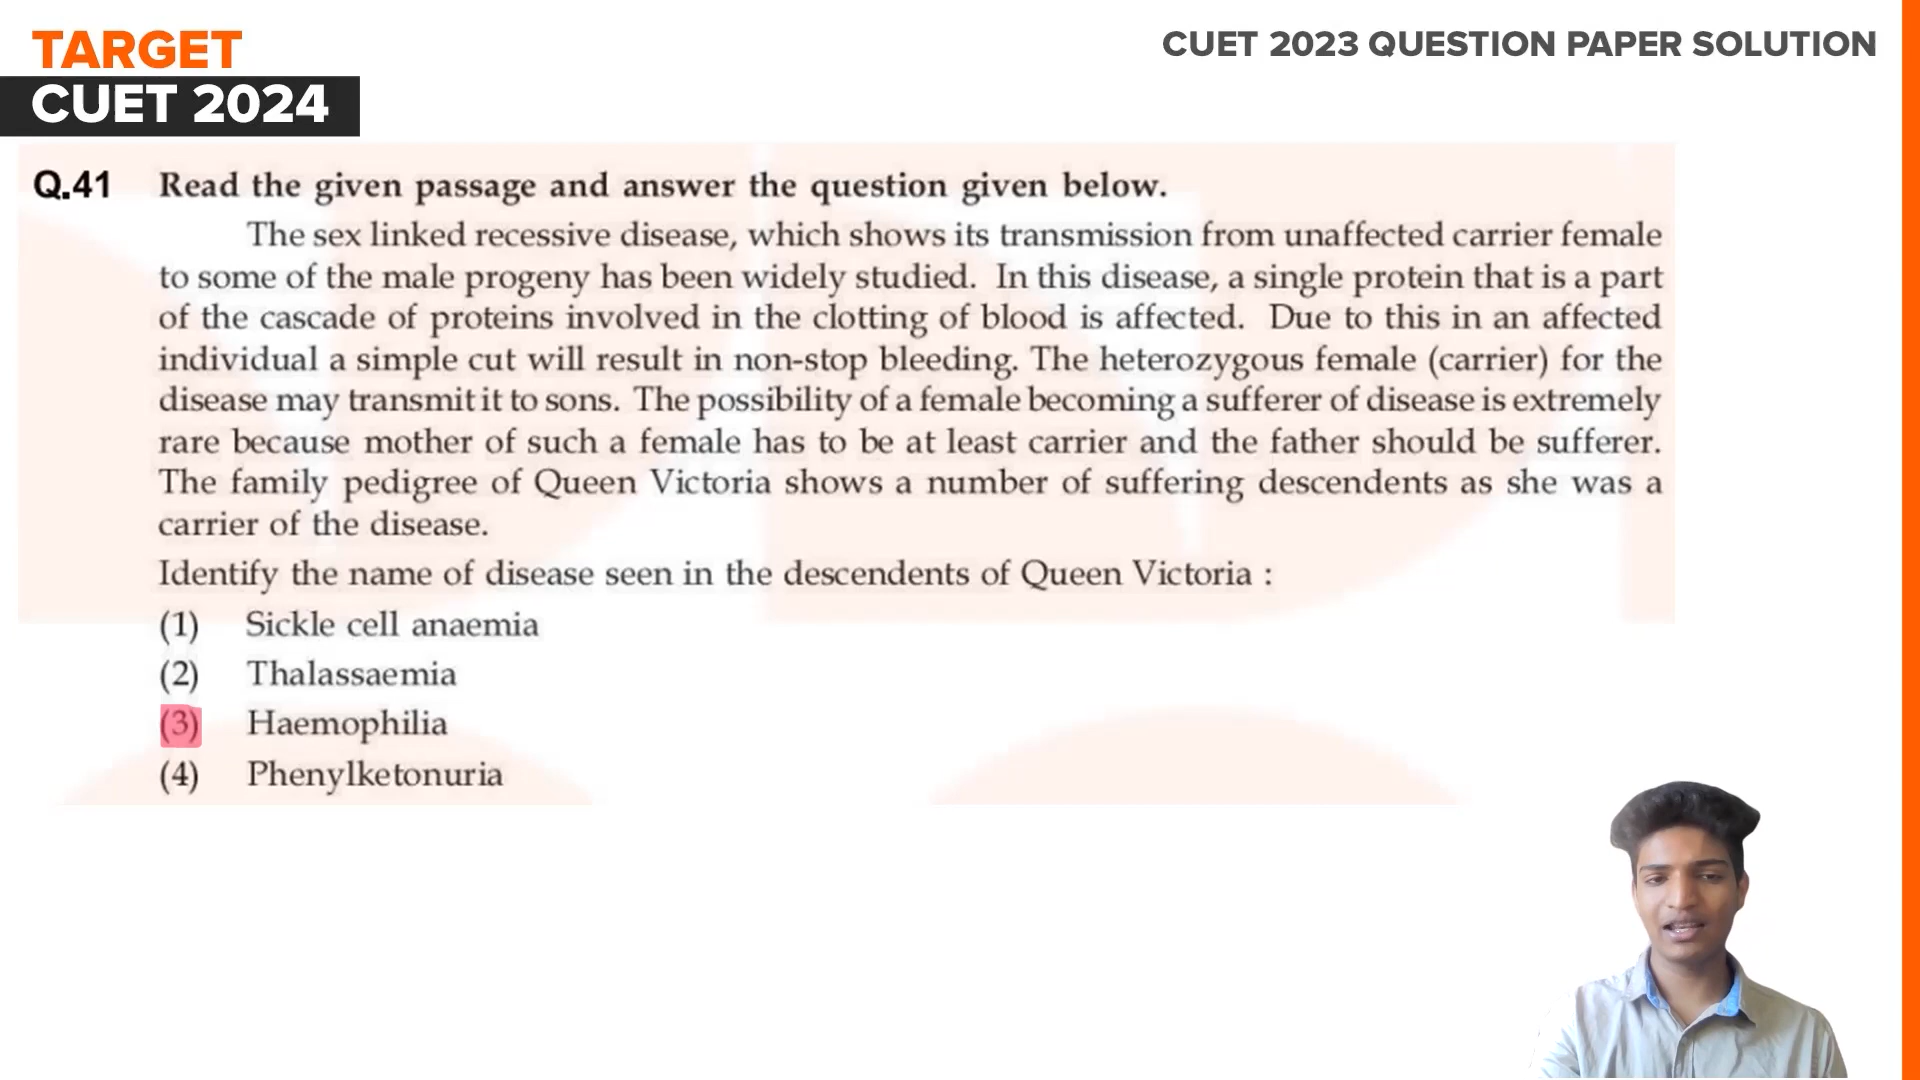 TARGET
CUET 2024
CUET 2023 QUESTION PAPER SOLUTION
Q.41 Read the given passage and answer the question given below.
The sex linked recessive disease, which shows its transmission from unaffected carrier female
to some of the male progeny has been widely studied. In this disease, a single protein that is a part
of the cascade of proteins involved in the clotting of blood is affected. Due to this in an affected
individual a simple cut will result in non-stop bleeding. The heterozygous female (carrier) for the
disease may transmit it to sons. The possibility of a female becoming a sufferer of disease is extremely
rare because mother of such a female has to be at least carrier and the father should be sufferer.
The family pedigree of Queen Victoria shows a number of suffering descendents as she was a
carrier of the disease.
Identify the name of disease seen in the descendents of Queen Victoria :
(1) Sickle cell anaemia
(2) Thalassaemia
(3) Haemophilia
(4) Phenylketonuria